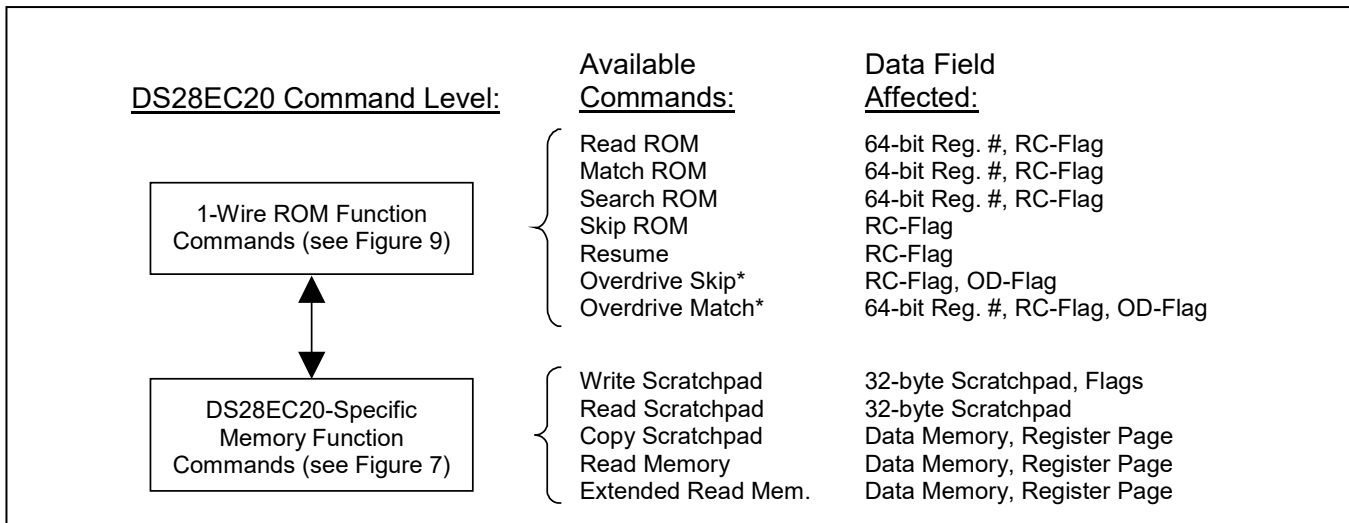 Available Data Field
DS28EC20 Command Level: Commands: Affected:
Read ROM 64-bit Reg. #, RC-Flag
Match ROM 64-bit Reg. #, RC-Flag
Search ROM 64-bit Reg. #, RC-Flag
1-Wire ROM Function
Commands (see Figure 9)
Skip ROM RC-Flag
Resume RC-Flag
Overdrive Skip* RC-Flag, OD-Flag
Overdrive Match* 64-bit Reg. #, RC-Flag, OD-Flag
Write Scratchpad 32-byte Scratchpad, Flags
Read Scratchpad 32-byte Scratchpad
DS28EC20-Specific
Memory Function
Commands (see Figure 7)
Copy Scratchpad Data Memory, Register Page
Read Memory Data Memory, Register Page
Extended Read Mem. Data Memory, Register Page